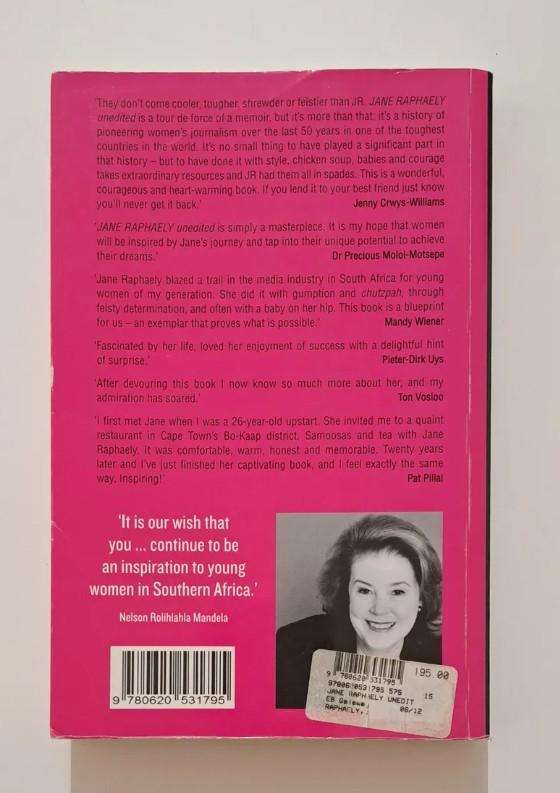 'They don't come cooler, tougher, shrewder or feistier than JR. JANE RAPHAELY
unedited is a tour de force of a memoir, but it's more than that: it's a history of
pioneering women's journalism over the last 50 years in one of the toughest
countries in the world. It's no small thing to have played a significant part in
that history – but to have done it with style, chicken soup, babies and courage
takes extraordinary resources and JR had them all in spades. This is a wonderful,
courageous and heart-warming book. If you lend it to your best friend just know
you'll never get it back.' Jenny Crwys-Williams
'JANE RAPHAELY unedited is simply a masterpiece. It is my hope that women
will be inspired by Jane's journey and tap into their unique potential to achieve
their dreams.' Dr Precious Moloi-Motsepe
'Jane Raphaely blazed a trail in the media industry in South Africa for young
women of my generation. She did it with gumption and chutzpah, through
feisty determination, and often with a baby on her hip. This book is a blueprint
for us – an exemplar that proves what is possible.' Mandy Wiener
'Fascinated by her life, loved her enjoyment of success with a delightful hint
of surprise.' Pieter-Dirk Uys
'After devouring this book I now know so much more about her, and my
admiration has soared.' Ton Vosloo
'I first met Jane when I was a 26-year-old upstart. She invited me to a quaint
restaurant in Cape Town's Bo-Kaap district. Samoosas and tea with Jane
Raphaely. It was comfortable, warm, honest and memorable. Twenty years
later and I've just finished her captivating book, and I feel exactly the same
way. Inspiring!' Pat Pillai
'It is our wish that
you ... continue to be
an inspiration to young
women in Southern Africa.'
Nelson Rolihlahla Mandela
9 780620 531795
9 780620 531795 195.00
575 15
JANE RAPHAELY UNEDIT
EB 06/12
RAPHAELY,